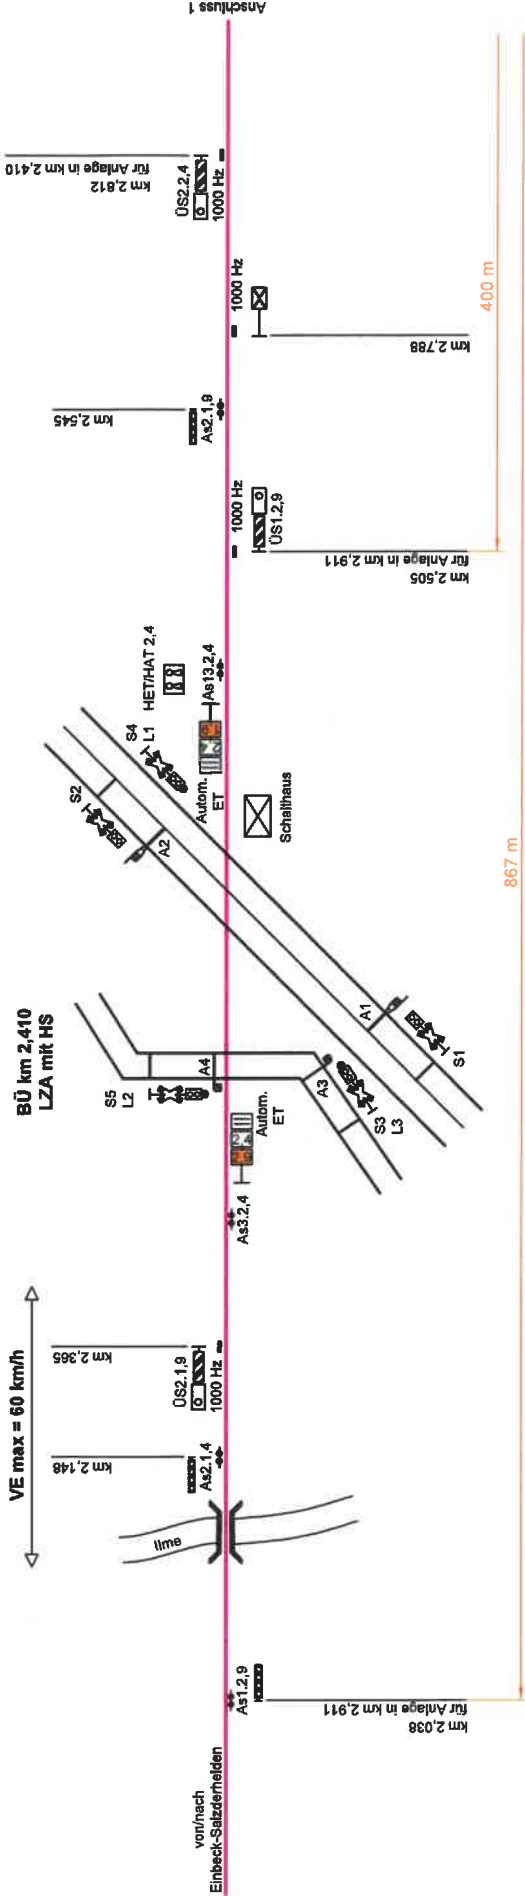 Anschluss 1
für Anlage in km 2,410
km 2,812
ÜS2.2,4
1000 Hz
1000 Hz
km 2,788
400 m
km 2,545
As2.1,9
1000 Hz
ÜS1.2,9
für Anlage in km 2,911
km 2,505
HET/HAT 2,4
As13.2,4
S4
L1
2,4
Autom.
ET
Schalthaus
S2
A2
867 m
BÜ km 2,410
LZA mit HS
A1
S1
S5
L2
A4
A3
S3
L3
2,4
Autom.
ET
As3.2,4
VE max = 60 km/h
km 2,365
ÜS2.1,9
1000 Hz
km 2,148
As2.1,4
Ilme
As1.2,9
für Anlage in km 2,911
km 2,038
von/nach
Einbeck-Salzderhelden